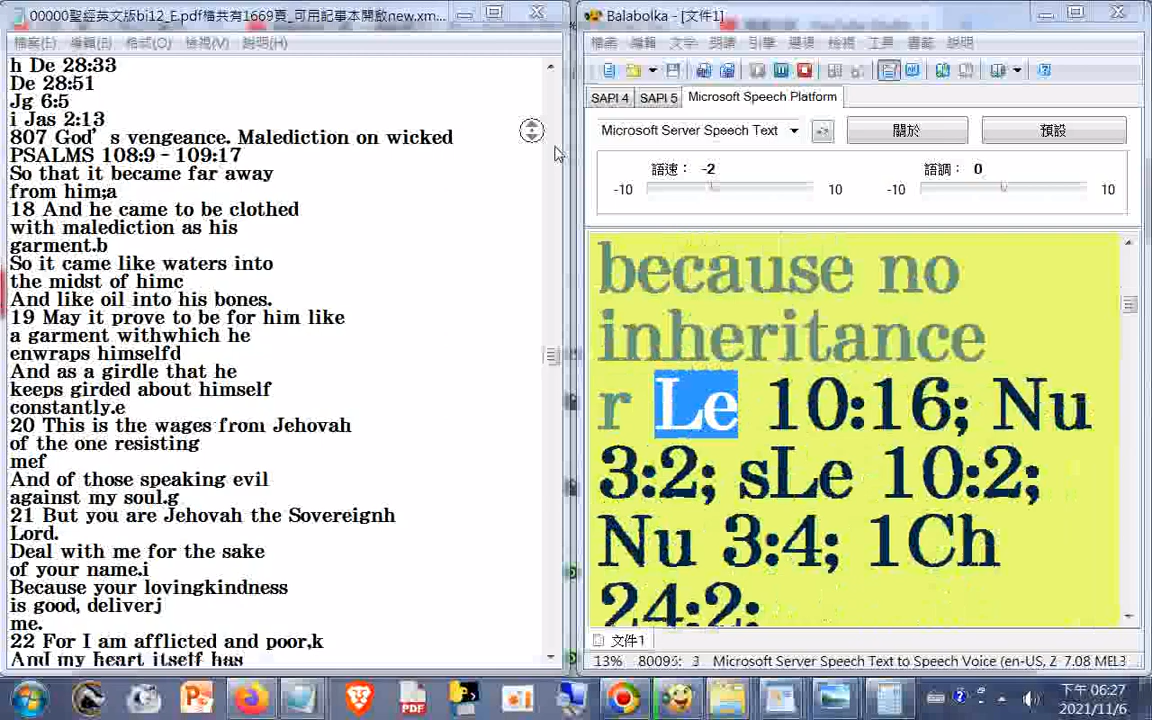 00000聖經英文版bi12_E.pdf檔共有1669頁_可用記事本開啟new.xm...
檔案(F) 編輯(E) 格式(O) 檢視(V) 說明(H)
h De 28:33
De 28:51
Jg 6:5
i Jas 2:13
807 God’s vengeance. Malediction on wicked
PSALMS 108:9–109:17
So that it became far away
from him;a
18 And he came to be clothed
with malediction as his
garment.b
So it came like waters into
the midst of himc
And like oil into his bones.
19 May it prove to be for him like
a garment withwhich he
enwraps himselfd
And as a girdle that he
keeps girded about himself
constantly.e
20 This is the wages from Jehovah
of the one resisting
mef
And of those speaking evil
against my soul.g
21 But you are Jehovah the Sovereignh
Lord.
Deal with me for the sake
of your name.i
Because your lovingkindness
is good, deliverj
me.
22 For I am afflicted and poor,k
And my heart itself has
Balabolka - [文件1]
檔案 編輯 文字 朗讀 引擎 選項 檢視 工具 書籤 說明
SAPI 4 SAPI 5 Microsoft Speech Platform
Microsoft Server Speech Text 關於 預設
語速： -2 語調： 0
-10 10 -10 10
because no
inheritance
r Le 10:16; Nu
3:2; sLe 10:2;
Nu 3:4; 1Ch
24:2;
文件1
13% 80095: 3 Microsoft Server Speech Text to Speech Voice (en-US, Z 7.08 MEL3
PDF
下午 06:27
2021/11/6